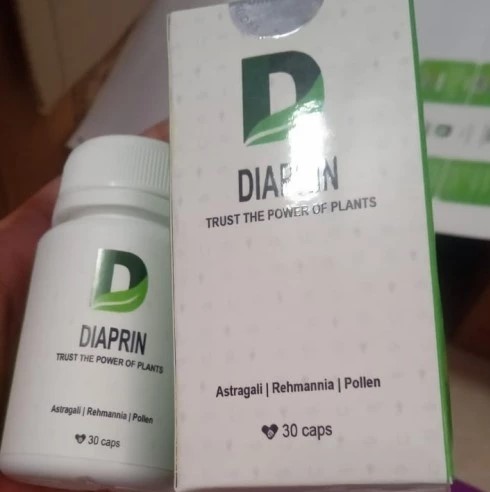 D
DIAPRIN
TRUST THE POWER OF PLANTS
Astragali | Rehmannia | Pollen
30 caps
D
DIAPRIN
TRUST THE POWER OF PLANTS
Astragali | Rehmannia | Pollen
30 caps